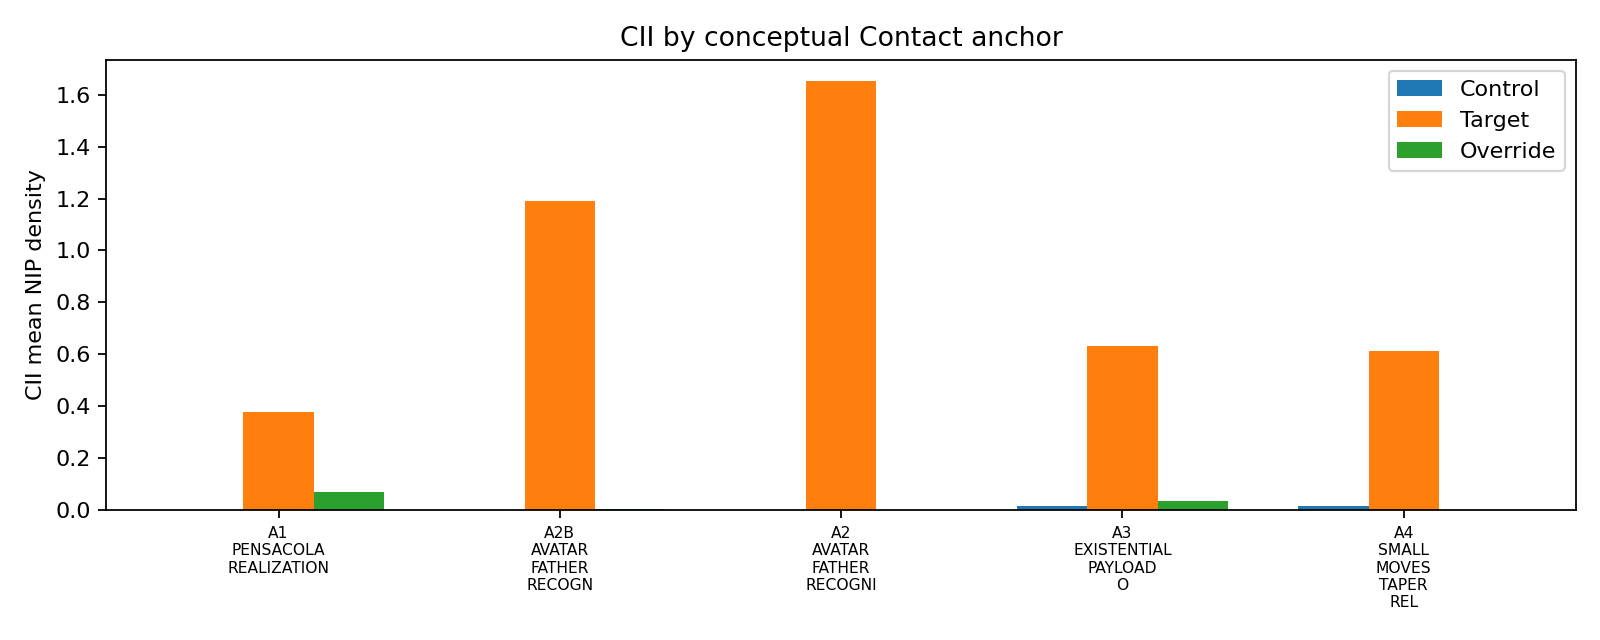 CII by conceptual Contact anchor
Control
Target
Override
CII mean NIP density
1.6
1.4
1.2
1.0
0.8
0.6
0.4
0.2
0.0
A1
PENSACOLA
REALIZATION
A2B
AVATAR
FATHER
RECOGN
A2
AVATAR
FATHER
RECOGNI
A3
EXISTENTIAL
PAYLOAD
O
A4
SMALL
MOVES
TAPER
REL